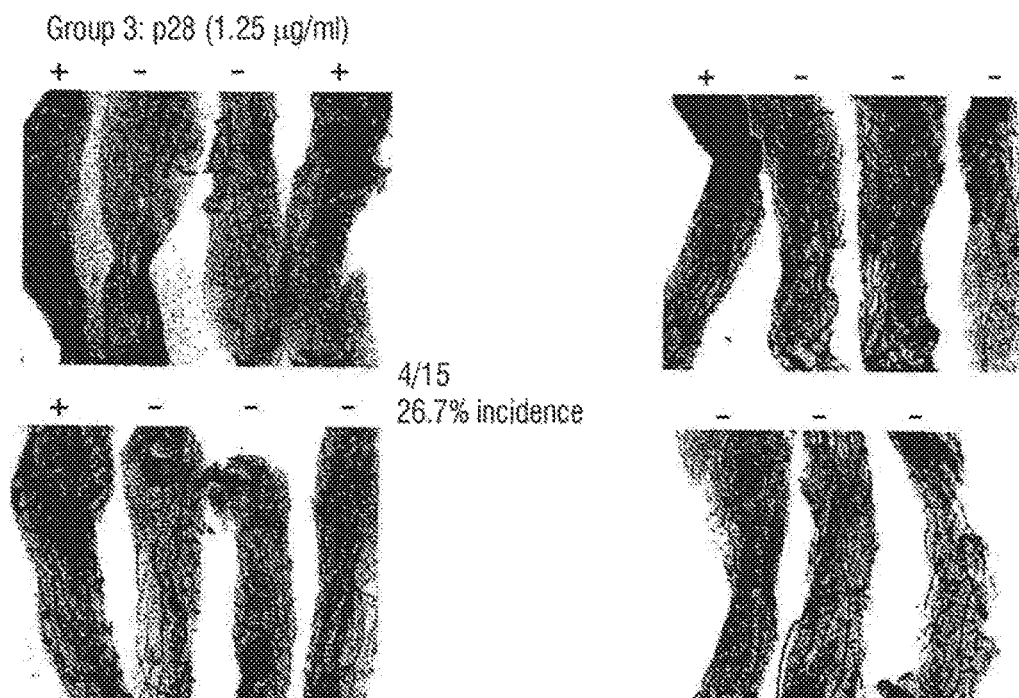 Group 3: p28 (1.25 µg/ml)
+ - - +
+ - - -
4/15
26.7% incidence
+ - - -
- - -